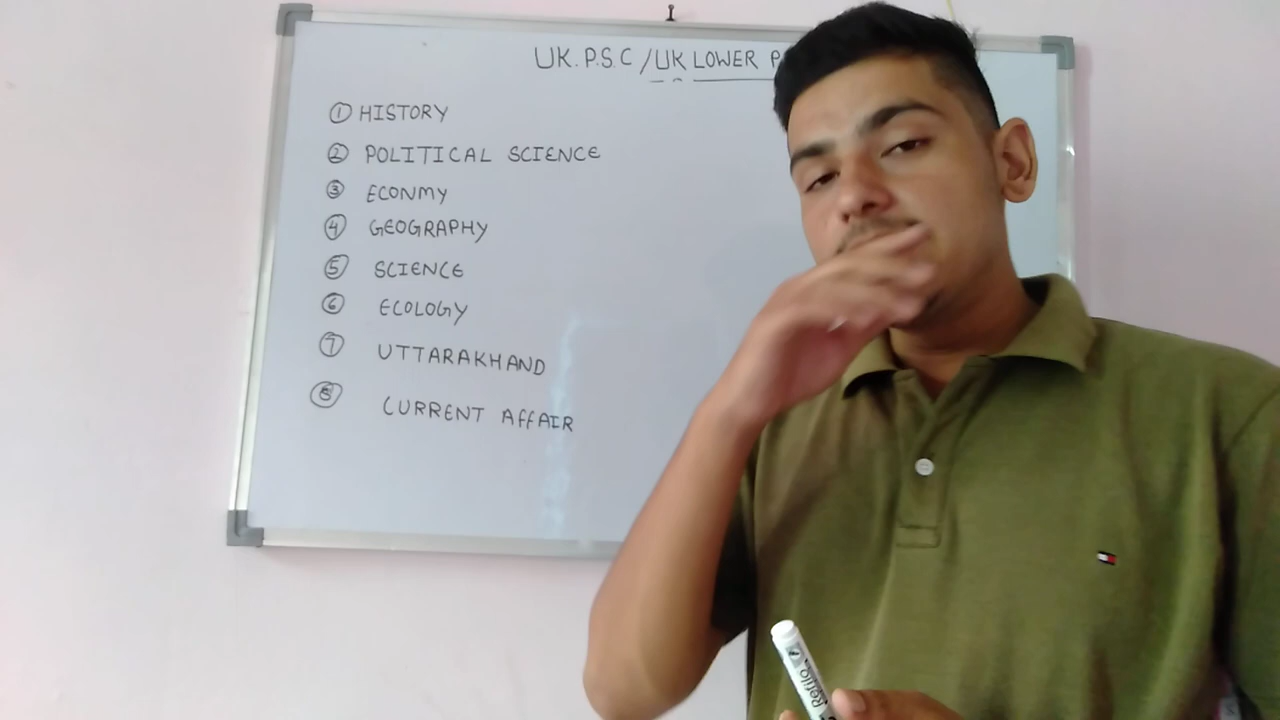 UK.P.S.C /UK LOWER P
① HISTORY
② POLITICAL SCIENCE
③ ECONMY
④ GEOGRAPHY
⑤ SCIENCE
⑥ ECOLOGY
⑦ UTTARAKHAND
⑧ CURRENT AFFAIR
Refilo